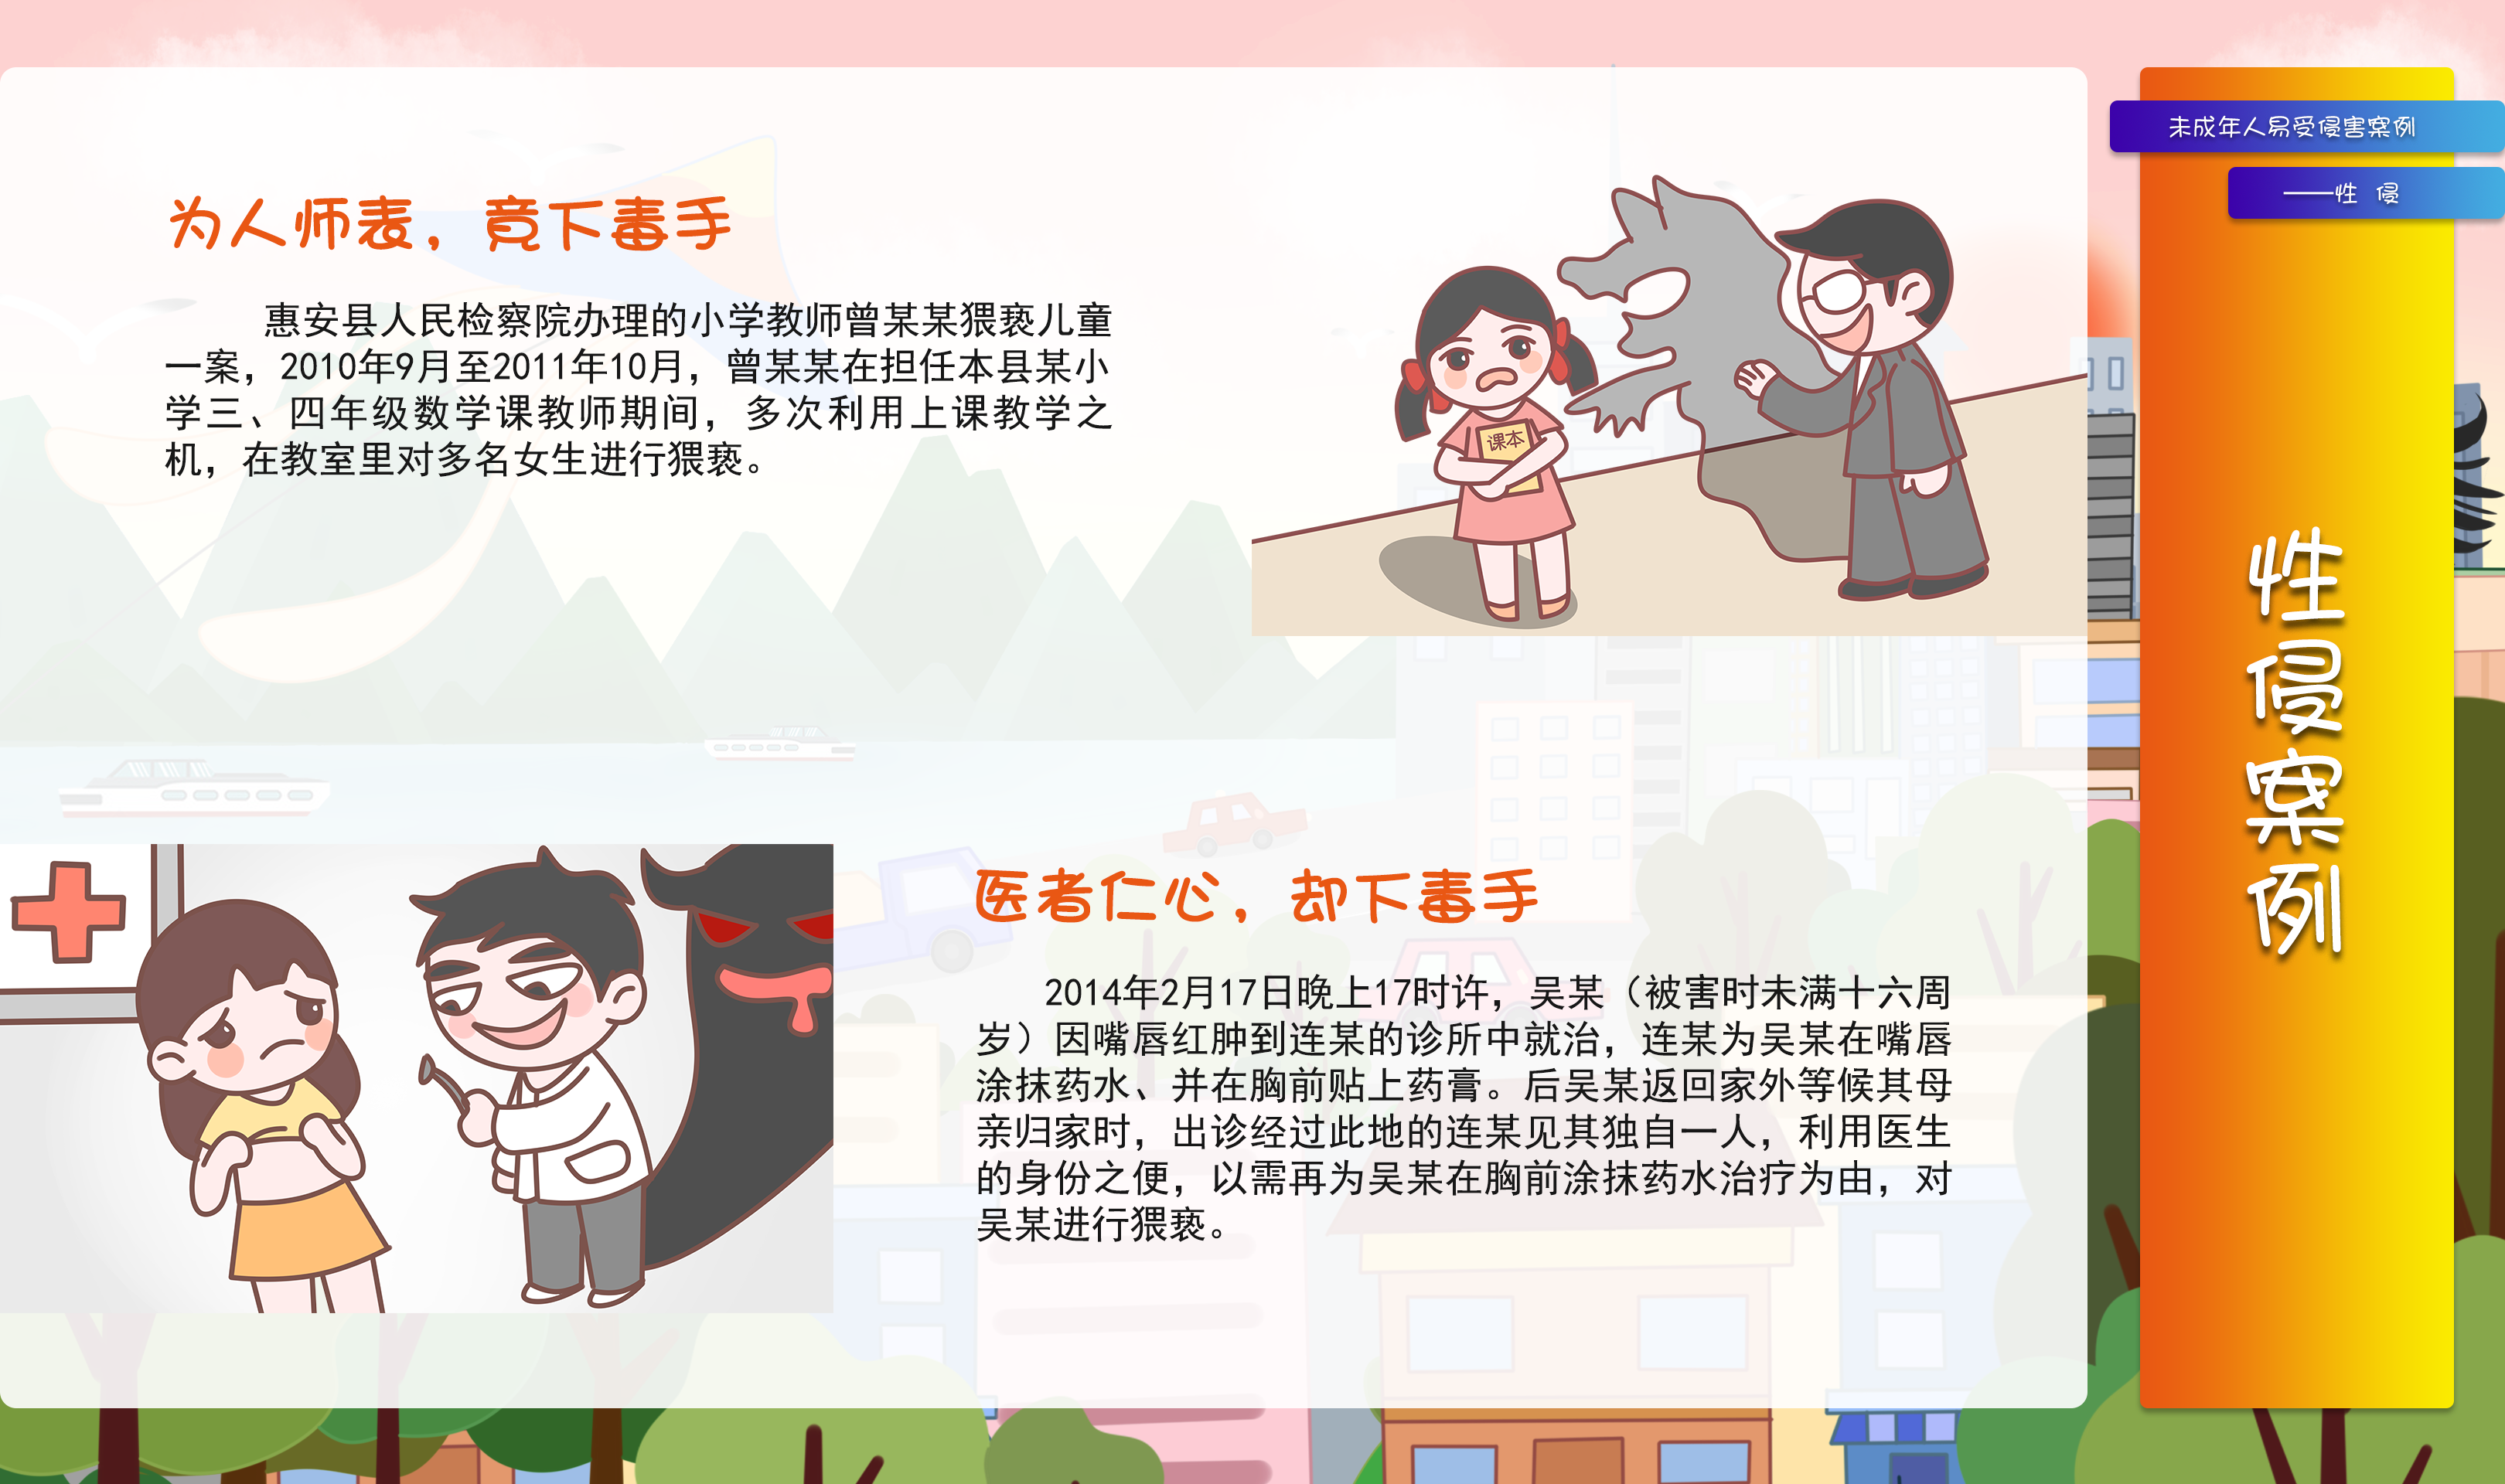 未成年人易受侵害案例
——性 侵
性侵案例
为人师表，竟下毒手
惠安县人民检察院办理的小学教师曾某某猥亵儿童
一案，2010年9月至2011年10月，曾某某在担任本县某小
学三、四年级数学课教师期间，多次利用上课教学之
机，在教室里对多名女生进行猥亵。
课本
医者仁心，却下毒手
2014年2月17日晚上17时许，吴某（被害时未满十六周
岁）因嘴唇红肿到连某的诊所中就治，连某为吴某在嘴唇
涂抹药水、并在胸前贴上药膏。后吴某返回家外等候其母
亲归家时，出诊经过此地的连某见其独自一人，利用医生
的身份之便，以需再为吴某在胸前涂抹药水治疗为由，对
吴某进行猥亵。